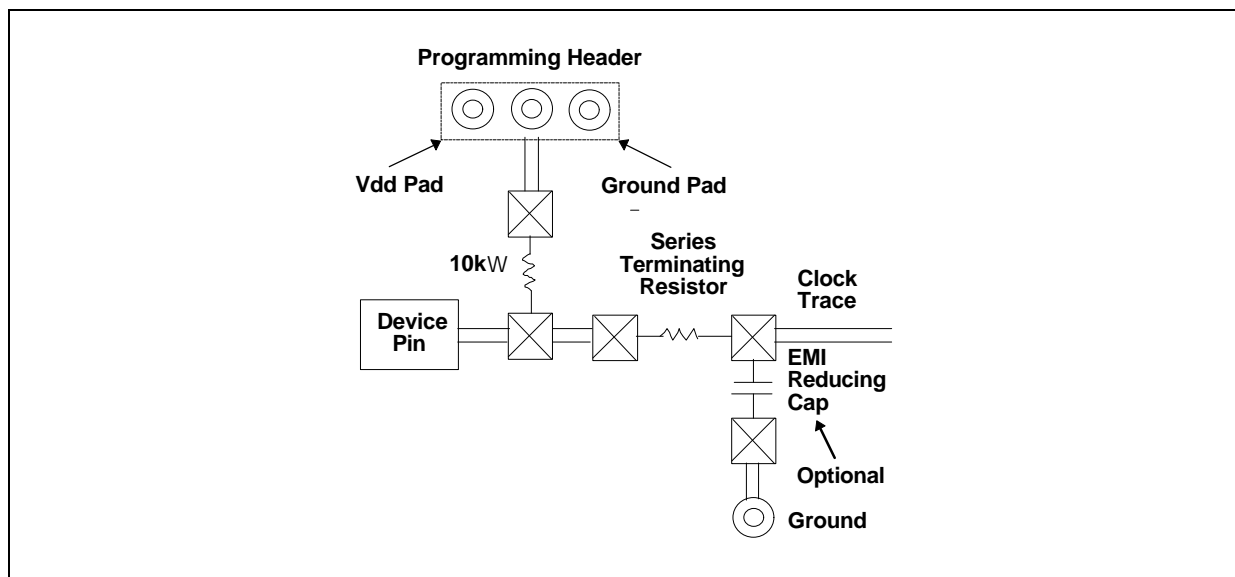 Programming Header
Vdd Pad
Ground Pad
10kW
Series
Terminating
Resistor
Clock
Trace
Device
Pin
EMI
Reducing
Cap
Optional
Ground